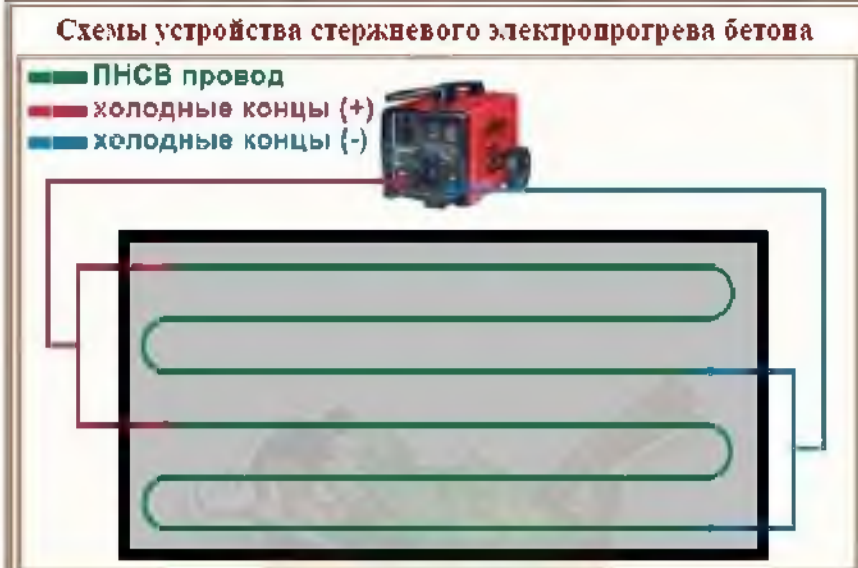 Схемы устройства стержневого электропрогрева бетона
ПНСВ провод
холодные концы (+)
холодные концы (-)